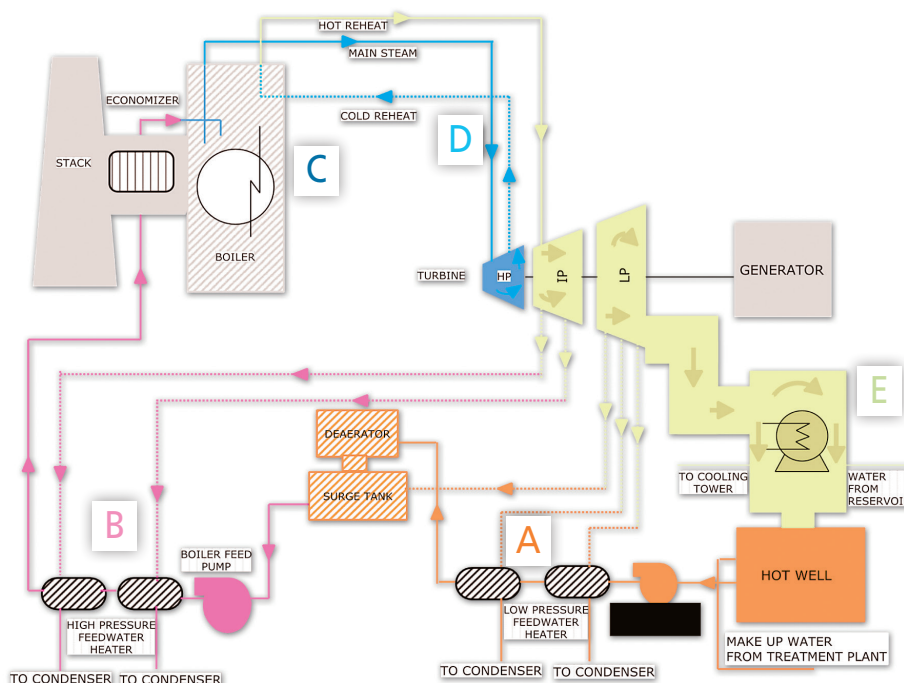 HOT REHEAT
MAIN STEAM
ECONOMIZER
COLD REHEAT
D
STACK
C
BOILER
TURBINE
HP
IP
LP
GENERATOR
E
DEAERATOR
TO COOLING
TOWER
WATER
FROM
RESERVOI
SURGE TANK
B
A
BOILER FEED
PUMP
HOT WELL
HIGH PRESSURE
FEEDWATER
HEATER
LOW PRESSURE
FEEDWATER
HEATER
MAKE UP WATER
FROM TREATMENT PLANT
TO CONDENSER
TO CONDENSER
TO CONDENSER
TO CONDENSER